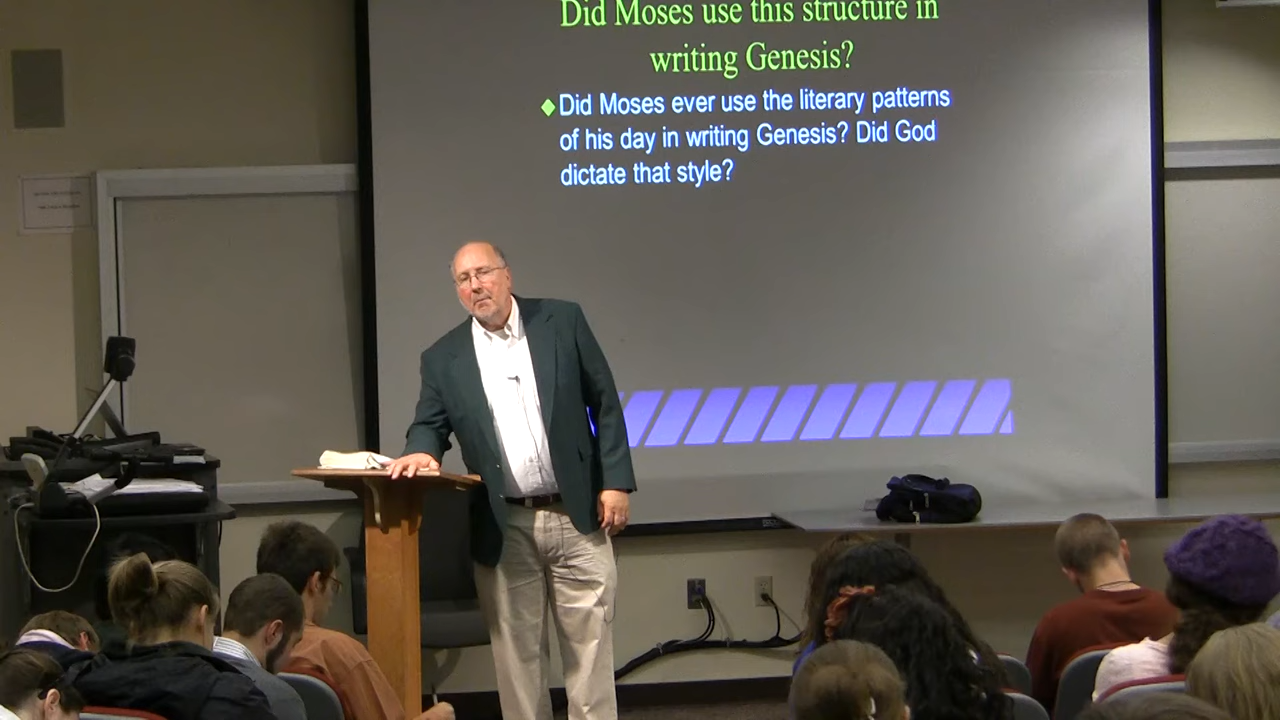 Did Moses use this structure in
writing Genesis?
Did Moses ever use the literary patterns
of his day in writing Genesis? Did God
dictate that style?